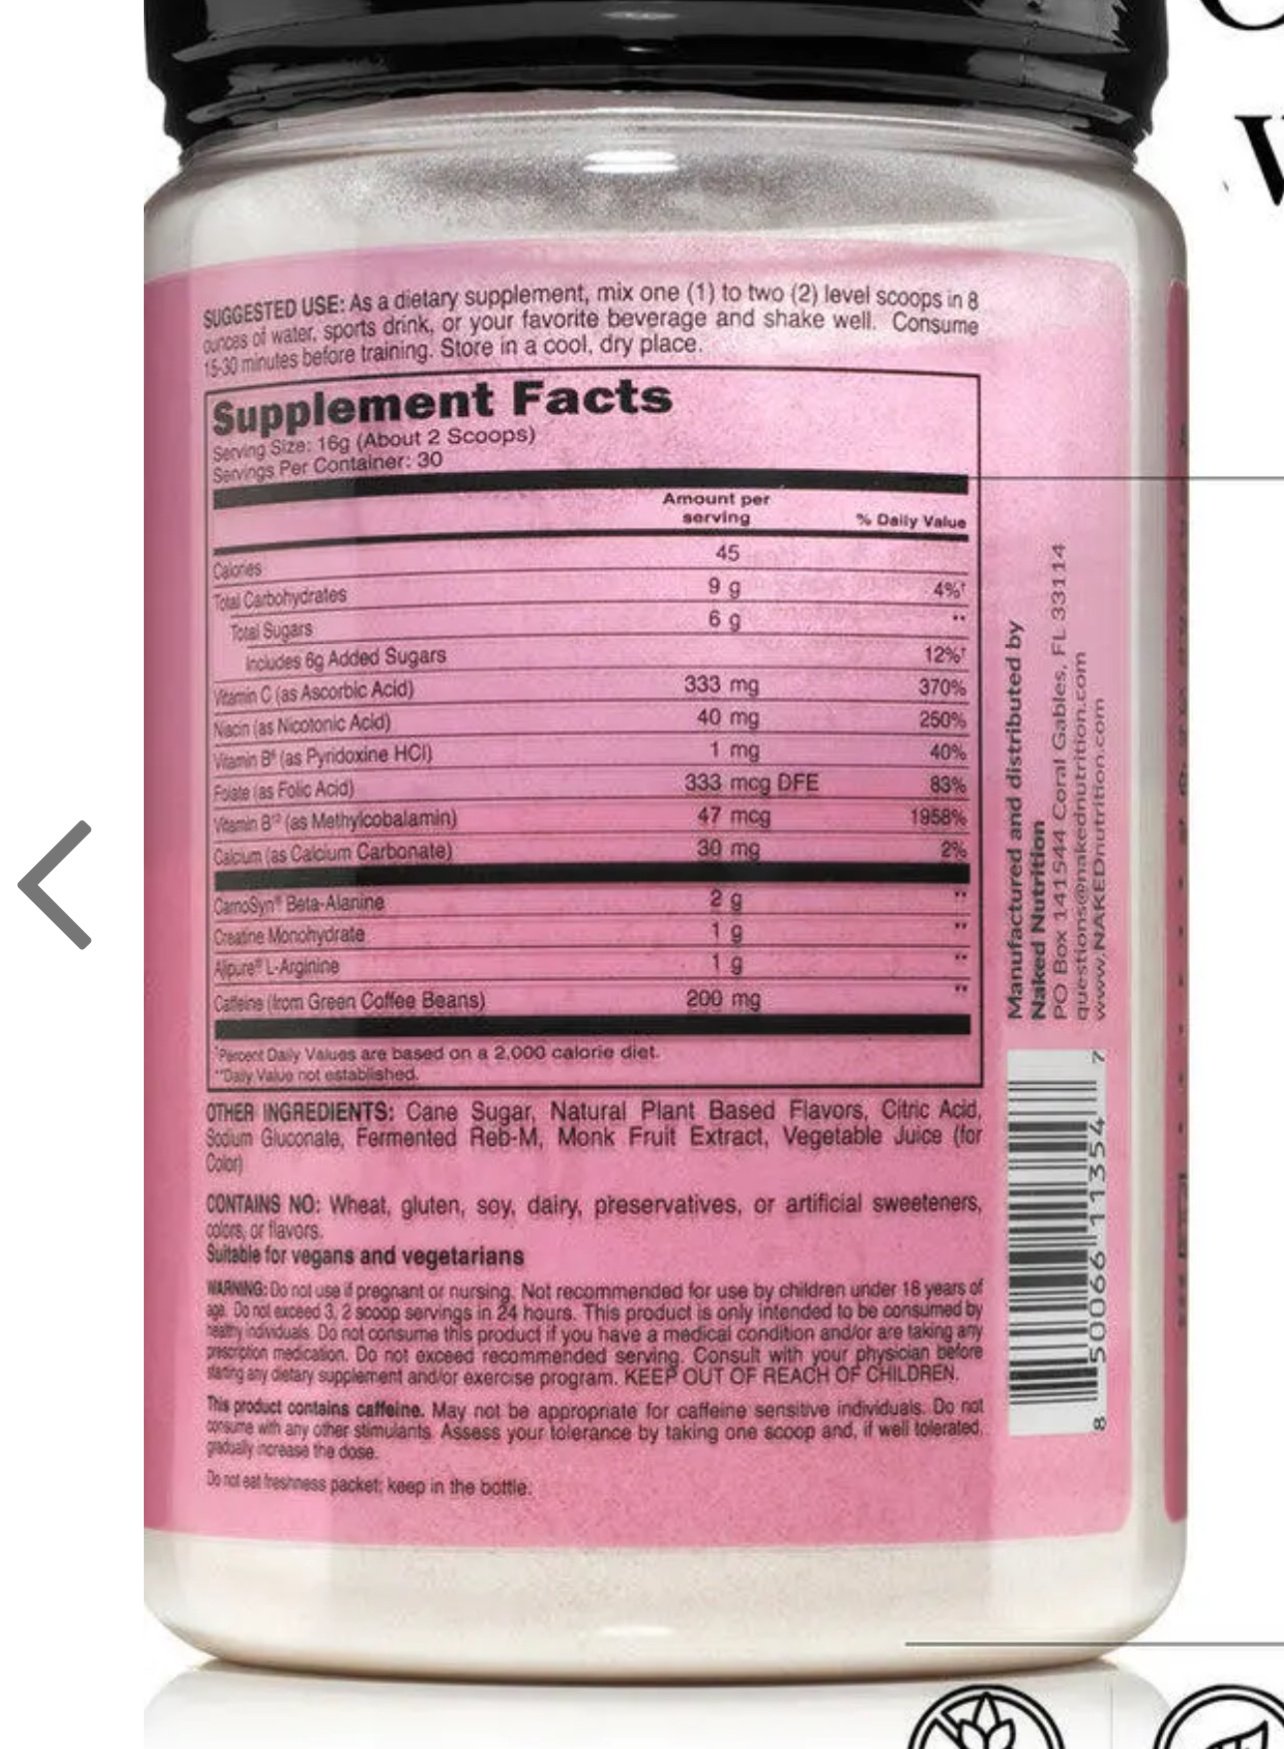 SUGGESTED USE: As a dietary supplement, mix one (1) to two (2) level scoops in 8
ounces of water, sports drink, or your favorite beverage and shake well. Consume
15-30 minutes before training. Store in a cool, dry place.
Supplement Facts
Serving Size: 16g (About 2 Scoops)
Servings Per Container: 30
Amount per
serving % Daily Value
Calories 45
Total Carbohydrates 9 g 4%†
Total Sugars 6 g **
Includes 6g Added Sugars 12%†
Vitamin C (as Ascorbic Acid) 333 mg 370%
Niacin (as Nicotonic Acid) 40 mg 250%
Vitamin B⁶ (as Pyridoxine HCl) 1 mg 40%
Folate (as Folic Acid) 333 mcg DFE 83%
Vitamin B¹² (as Methylcobalamin) 47 mcg 1958%
Calcium (as Calcium Carbonate) 30 mg 2%
CarnoSyn® Beta-Alanine 2 g **
Creatine Monohydrate 1 g **
Ajipure® L-Arginine 1 g **
Caffeine (from Green Coffee Beans) 200 mg **
†Percent Daily Values are based on a 2,000 calorie diet.
**Daily Value not established.
OTHER INGREDIENTS: Cane Sugar, Natural Plant Based Flavors, Citric Acid,
Sodium Gluconate, Fermented Reb-M, Monk Fruit Extract, Vegetable Juice (for
Color)
CONTAINS NO: Wheat, gluten, soy, dairy, preservatives, or artificial sweeteners,
colors, or flavors.
Suitable for vegans and vegetarians
WARNING: Do not use if pregnant or nursing. Not recommended for use by children under 18 years of
age. Do not exceed 3, 2 scoop servings in 24 hours. This product is only intended to be consumed by
healthy individuals. Do not consume this product if you have a medical condition and/or are taking any
prescription medication. Do not exceed recommended serving. Consult with your physician before
starting any dietary supplement and/or exercise program. KEEP OUT OF REACH OF CHILDREN.
This product contains caffeine. May not be appropriate for caffeine sensitive individuals. Do not
consume with any other stimulants. Assess your tolerance by taking one scoop and, if well tolerated,
gradually increase the dose.
Do not eat freshness packet; keep in the bottle.
Manufactured and distributed by
Naked Nutrition
PO Box 141544 Coral Gables, FL 33114
questions@nakednutrition.com
www.NAKEDnutrition.com
8 50066 11354 7